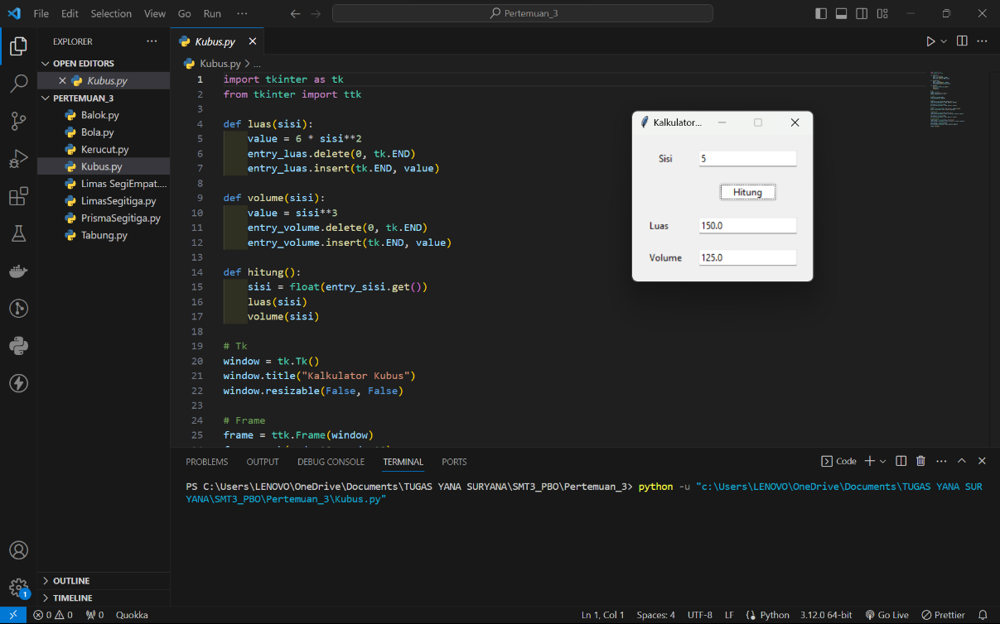 File Edit Selection View Go Run ··· Pertemuan_3
EXPLORER ···
OPEN EDITORS
Kubus.py
PERTEMUAN_3
Balok.py
Bola.py
Kerucut.py
Kubus.py
Limas SegiEmpat....
LimasSegitiga.py
PrismaSegitiga.py
Tabung.py
OUTLINE
TIMELINE
1
Kubus.py
Kubus.py > ...
1 import tkinter as tk
2 from tkinter import ttk
3
4 def luas(sisi):
5 value = 6 * sisi**2
6 entry_luas.delete(0, tk.END)
7 entry_luas.insert(tk.END, value)
8
9 def volume(sisi):
10 value = sisi**3
11 entry_volume.delete(0, tk.END)
12 entry_volume.insert(tk.END, value)
13
14 def hitung():
15 sisi = float(entry_sisi.get())
16 luas(sisi)
17 volume(sisi)
18
19 # Tk
20 window = tk.Tk()
21 window.title("Kalkulator Kubus")
22 window.resizable(False, False)
23
24 # Frame
25 frame = ttk.Frame(window)
Kalkulator...
Sisi 5
Hitung
Luas 150.0
Volume 125.0
PROBLEMS OUTPUT DEBUG CONSOLE TERMINAL PORTS Code
PS C:\Users\LENOVO\OneDrive\Documents\TUGAS YANA SURYANA\SMT3_PBO\Pertemuan_3> python -u "c:\Users\LENOVO\OneDrive\Documents\TUGAS YANA SUR
YANA\SMT3_PBO\Pertemuan_3\Kubus.py"
0 0 0 Quokka Ln 1, Col 1 Spaces: 4 UTF-8 LF Python 3.12.0 64-bit Go Live Prettier